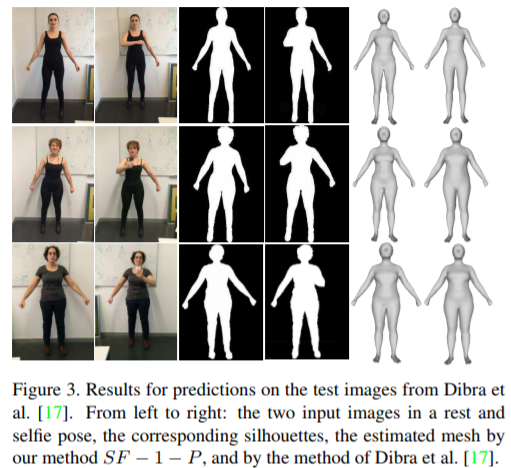 Figure 3. Results for predictions on the test images from Dibra et
al. [17]. From left to right: the two input images in a rest and
selfie pose, the corresponding silhouettes, the estimated mesh by
our method SF − 1 − P, and by the method of Dibra et al. [17].